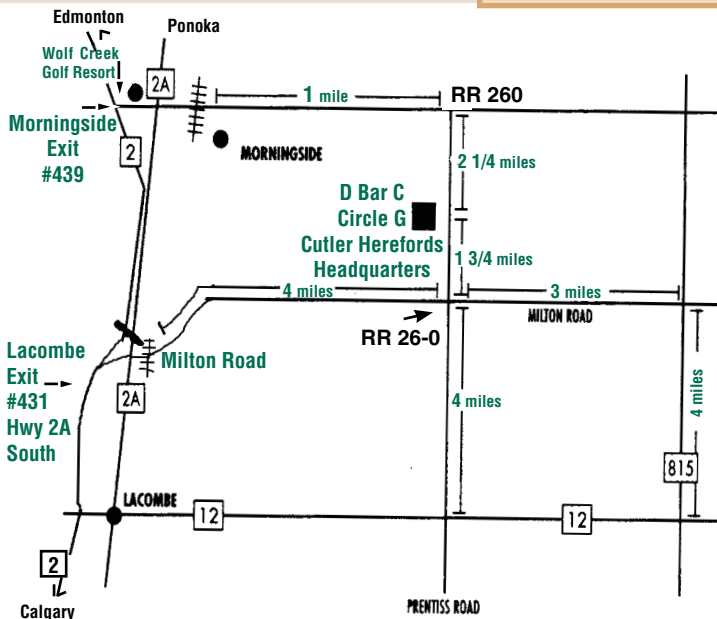 Edmonton
Ponoka
Wolf Creek
Golf Resort
2A
1 mile
RR 260
Morningside
Exit
#439
2
MORNINGSIDE
2 1/4 miles
D Bar C
Circle G
Cutler Herefords
Headquarters
1 3/4 miles
4 miles
3 miles
MILTON ROAD
RR 26-0
Lacombe
Exit
#431
Hwy 2A
South
Milton Road
2A
4 miles
4 miles
815
LACOMBE
12
12
2
Calgary
PRENTISS ROAD